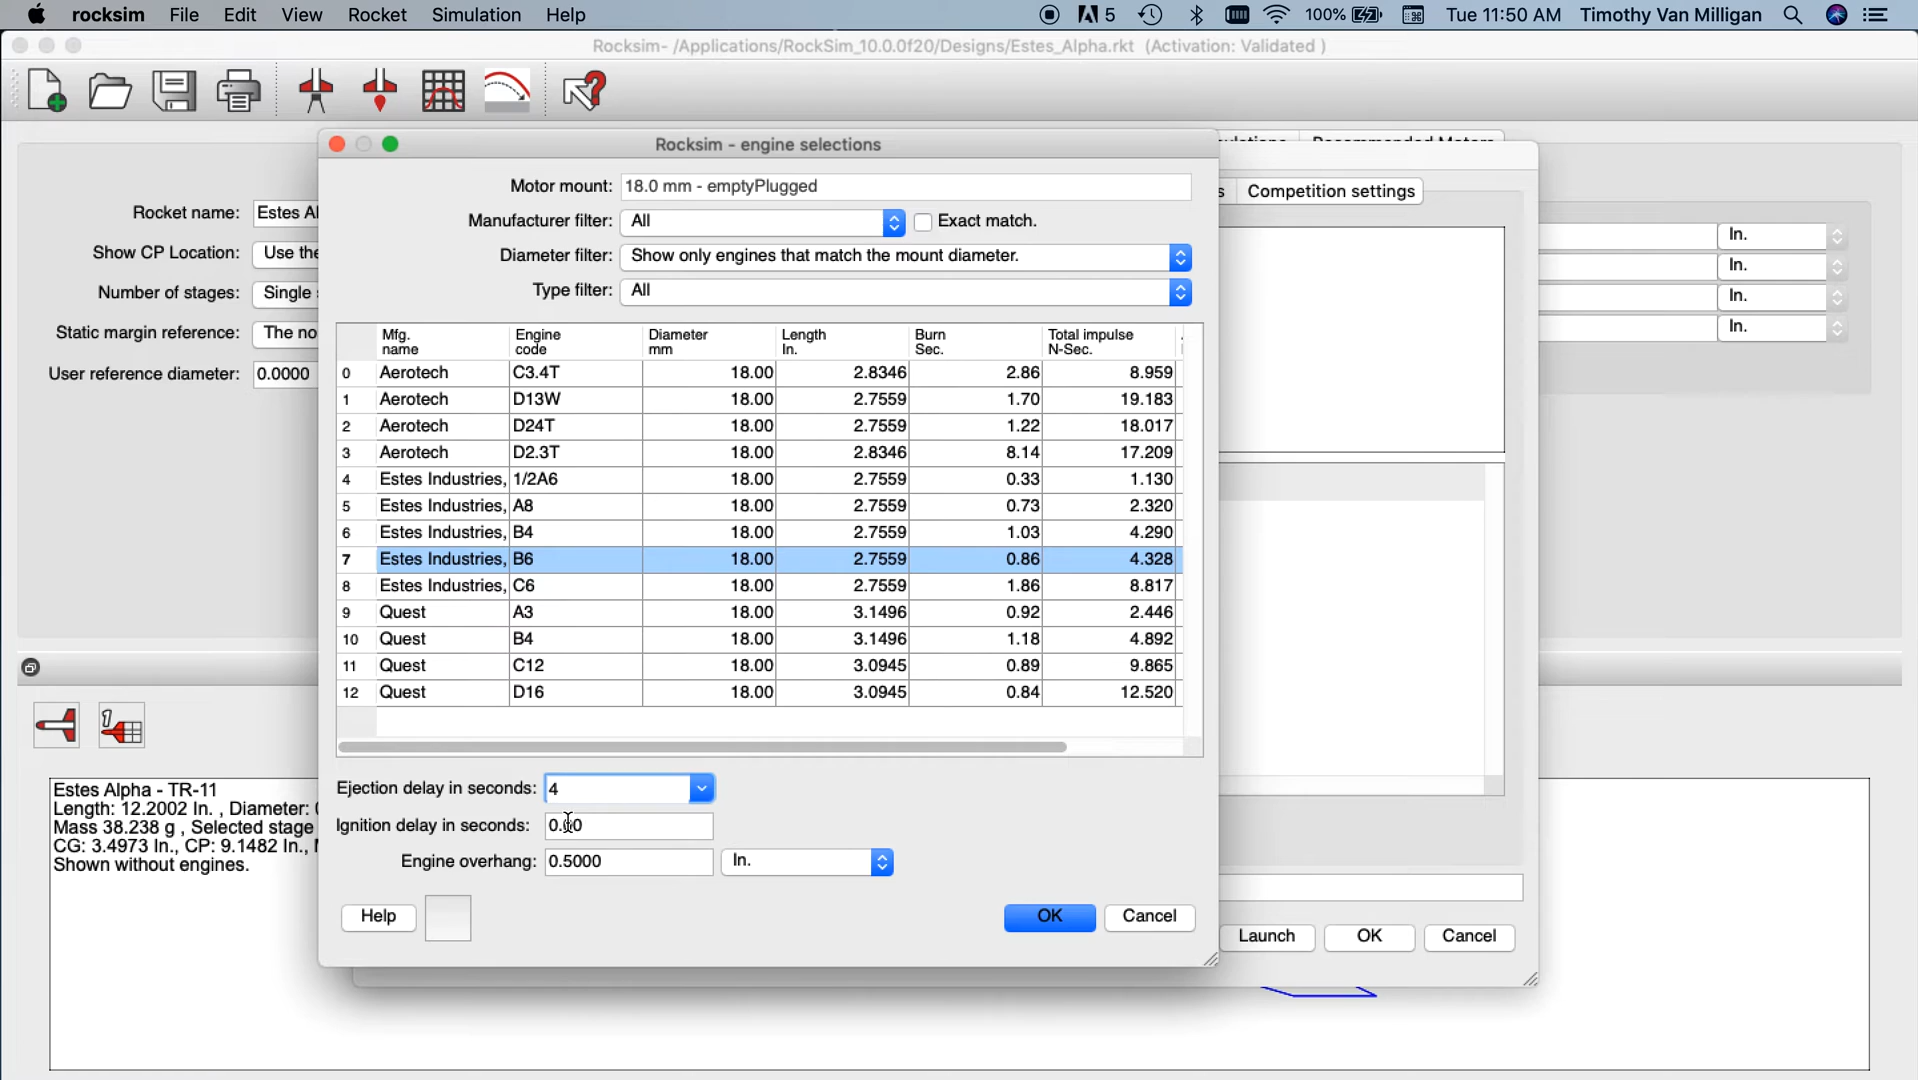 rocksim File Edit View Rocket Simulation Help 5 100% Tue 11:50 AM Timothy Van Milligan
Rocksim- /Applications/RockSim_10.0.0f20/Designs/Estes_Alpha.rkt (Activation: Validated )
Rocksim - engine selections
Motor mount: 18.0 mm - emptyPlugged
Competition settings
Manufacturer filter: All Exact match.
Rocket name: Estes Al
In.
Show CP Location: Use the
Diameter filter: Show only engines that match the mount diameter.
In.
Number of stages: Single
Type filter: All
In.
Static margin reference: The no
In.
User reference diameter: 0.0000
Mfg. name Engine code Diameter mm Length In. Burn Sec. Total impulse N-Sec.
0 Aerotech C3.4T 18.00 2.8346 2.86 8.959
1 Aerotech D13W 18.00 2.7559 1.70 19.183
2 Aerotech D24T 18.00 2.7559 1.22 18.017
3 Aerotech D2.3T 18.00 2.8346 8.14 17.209
4 Estes Industries, 1/2A6 18.00 2.7559 0.33 1.130
5 Estes Industries, A8 18.00 2.7559 0.73 2.320
6 Estes Industries, B4 18.00 2.7559 1.03 4.290
7 Estes Industries, B6 18.00 2.7559 0.86 4.328
8 Estes Industries, C6 18.00 2.7559 1.86 8.817
9 Quest A3 18.00 3.1496 0.92 2.446
10 Quest B4 18.00 3.1496 1.18 4.892
11 Quest C12 18.00 3.0945 0.89 9.865
12 Quest D16 18.00 3.0945 0.84 12.520
Ejection delay in seconds: 4
Ignition delay in seconds:
Engine overhang: 0.5000 In.
Help OK Cancel
Launch OK Cancel
1
Estes Alpha - TR-11
Length: 12.2002 In. , Diameter:
Mass 38.238 g , Selected stage
CG: 3.4973 In., CP: 9.1482 In.,
Shown without engines.